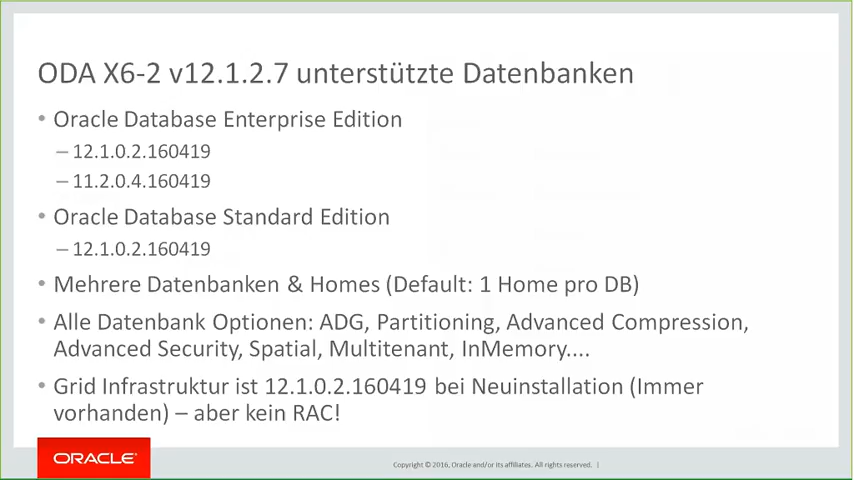 ODA X6-2 v12.1.2.7 unterstützte Datenbanken
• Oracle Database Enterprise Edition
– 12.1.0.2.160419
– 11.2.0.4.160419
• Oracle Database Standard Edition
– 12.1.0.2.160419
• Mehrere Datenbanken & Homes (Default: 1 Home pro DB)
• Alle Datenbank Optionen: ADG, Partitioning, Advanced Compression,
Advanced Security, Spatial, Multitenant, InMemory....
• Grid Infrastruktur ist 12.1.0.2.160419 bei Neuinstallation (Immer
vorhanden) – aber kein RAC!
ORACLE
Copyright © 2016, Oracle and/or its affiliates. All rights reserved. |